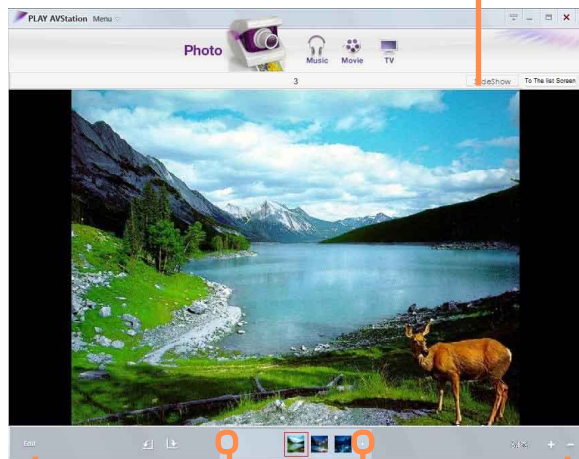 PLAY AVStation Menu
Photo
Music Movie TV
3
SlideShow To The list Screen
Edit